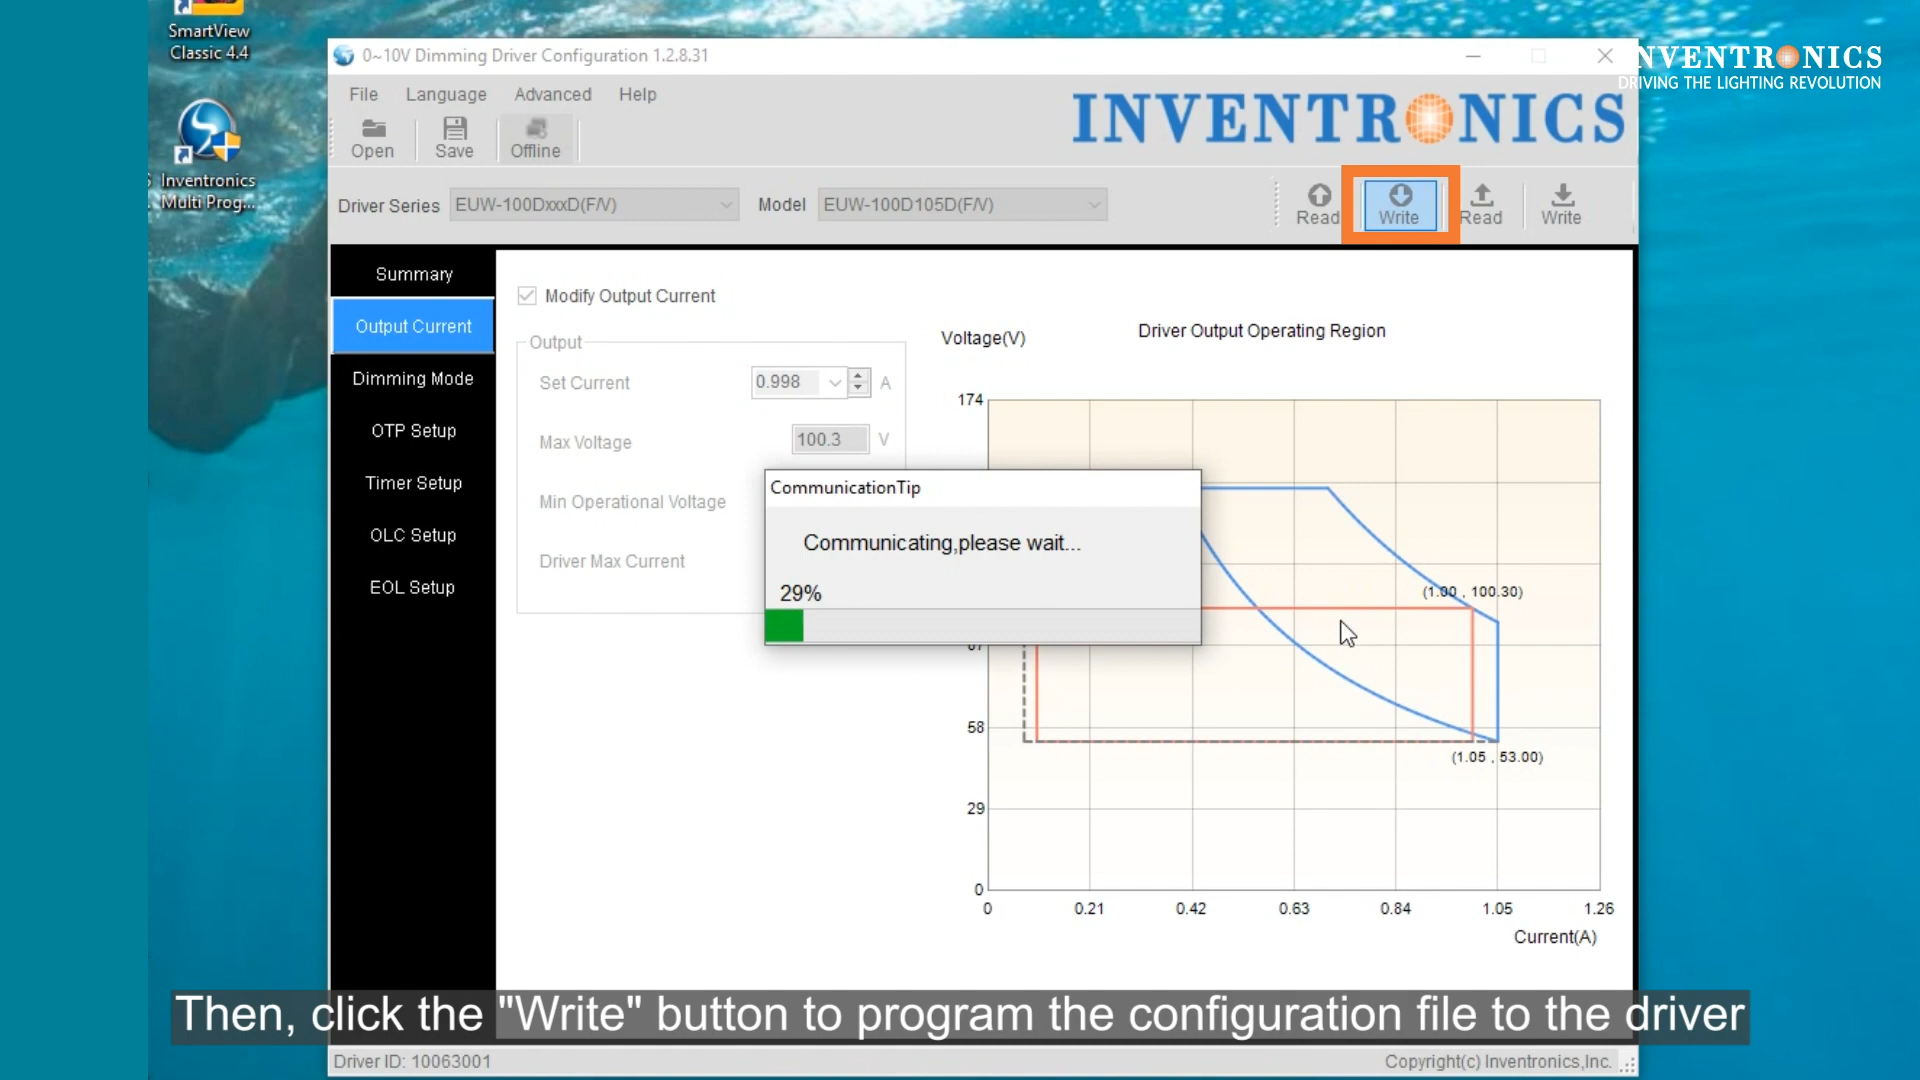 SmartView
Classic 4.4
Inventronics
Multi Prog...
0~10V Dimming Driver Configuration 1.2.8.31
NVENTRONICS
DRIVING THE LIGHTING REVOLUTION
File Language Advanced Help
INVENTRONICS
Open Save Offline
Driver Series EUW-100DxxxD(F/V) Model EUW-100D105D(F/V)
Read Write Read Write
Summary
Output Current
Dimming Mode
OTP Setup
Timer Setup
OLC Setup
EOL Setup
Modify Output Current
Output
Set Current 0.998 A
Max Voltage 100.3 V
Min Operational Voltage
Driver Max Current
CommunicationTip
Communicating,please wait...
29%
Voltage(V)
Driver Output Operating Region
174
(1.00 , 100.30)
58
(1.05 , 53.00)
29
0
0 0.21 0.42 0.63 0.84 1.05 1.26
Current(A)
Then, click the "Write" button to program the configuration file to the driver
Driver ID: 10063001
Copyright(c) Inventronics,Inc.